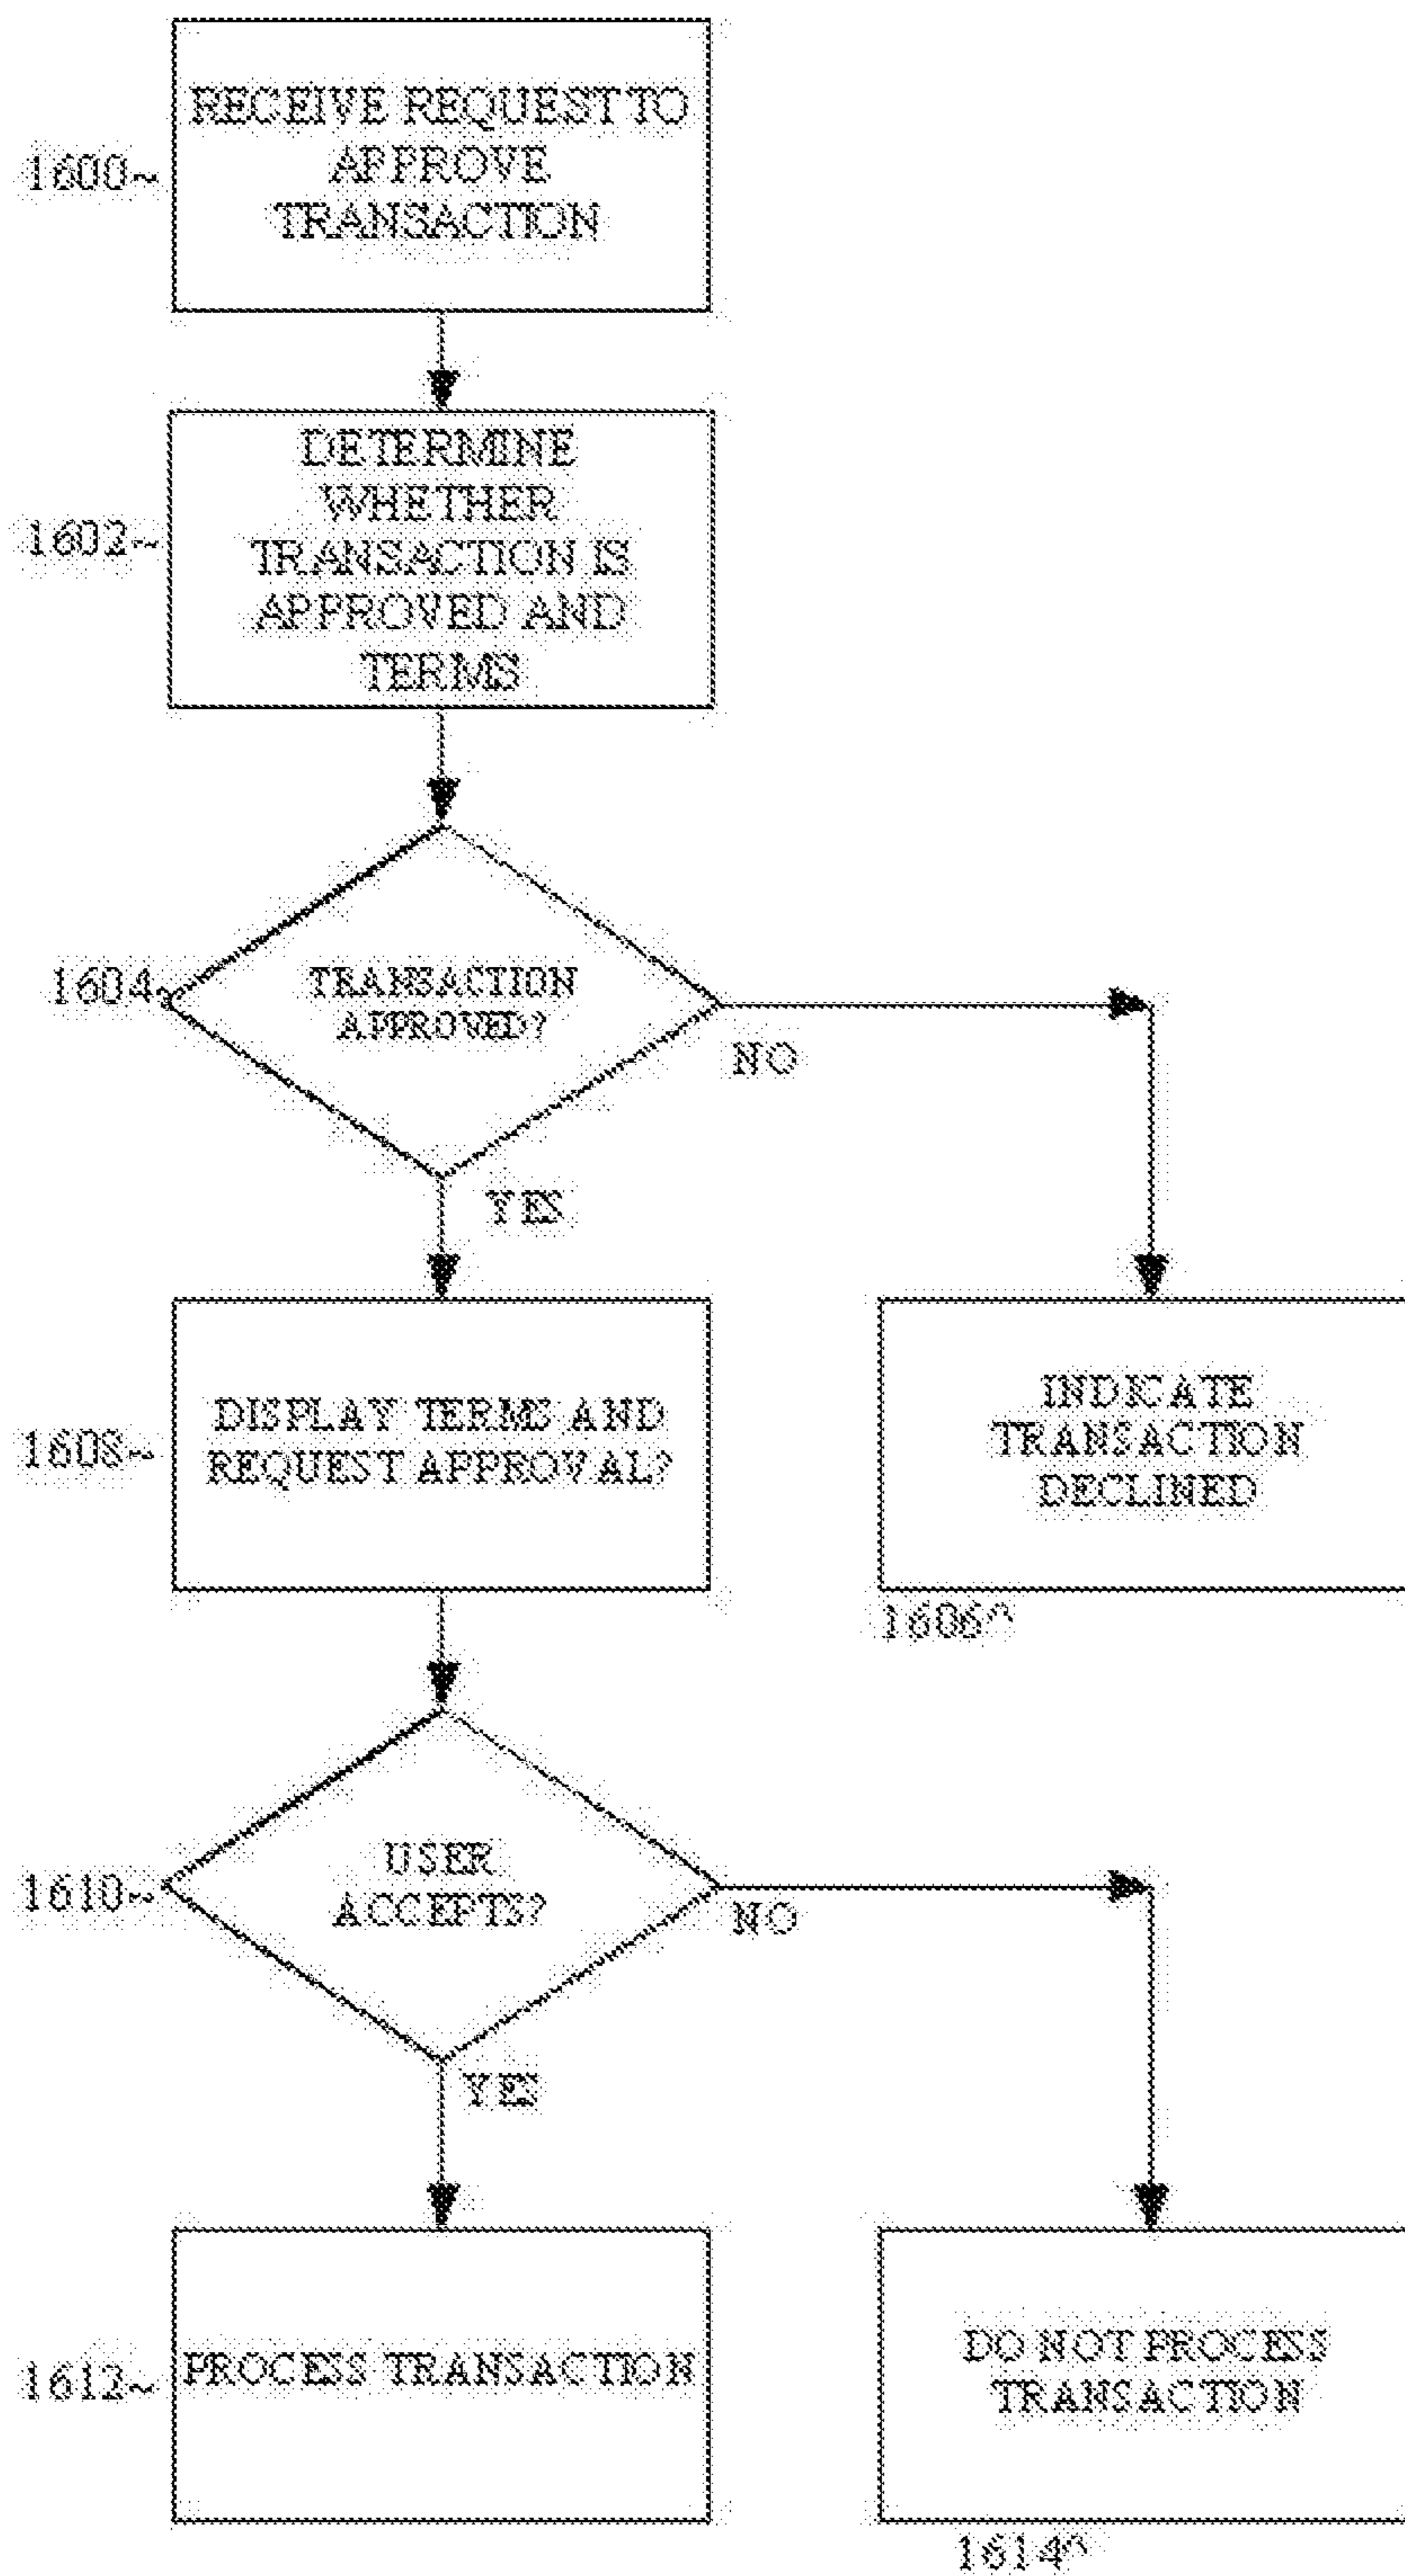 RECEIVE REQUEST TO
APPROVE
TRANSACTION
1600~
DETERMINE
WHETHER
TRANSACTION IS
APPROVED AND
TERMS
1602~
TRANSACTION
APPROVED?
1604~
NO
YES
DISPLAY TERMS AND
REQUEST APPROVAL?
1608~
INDICATE
TRANSACTION
DECLINED
1606^
USER
ACCEPTS?
1610~
NO
YES
PROCESS TRANSACTION
1612~
DO NOT PROCESS
TRANSACTION
1614^